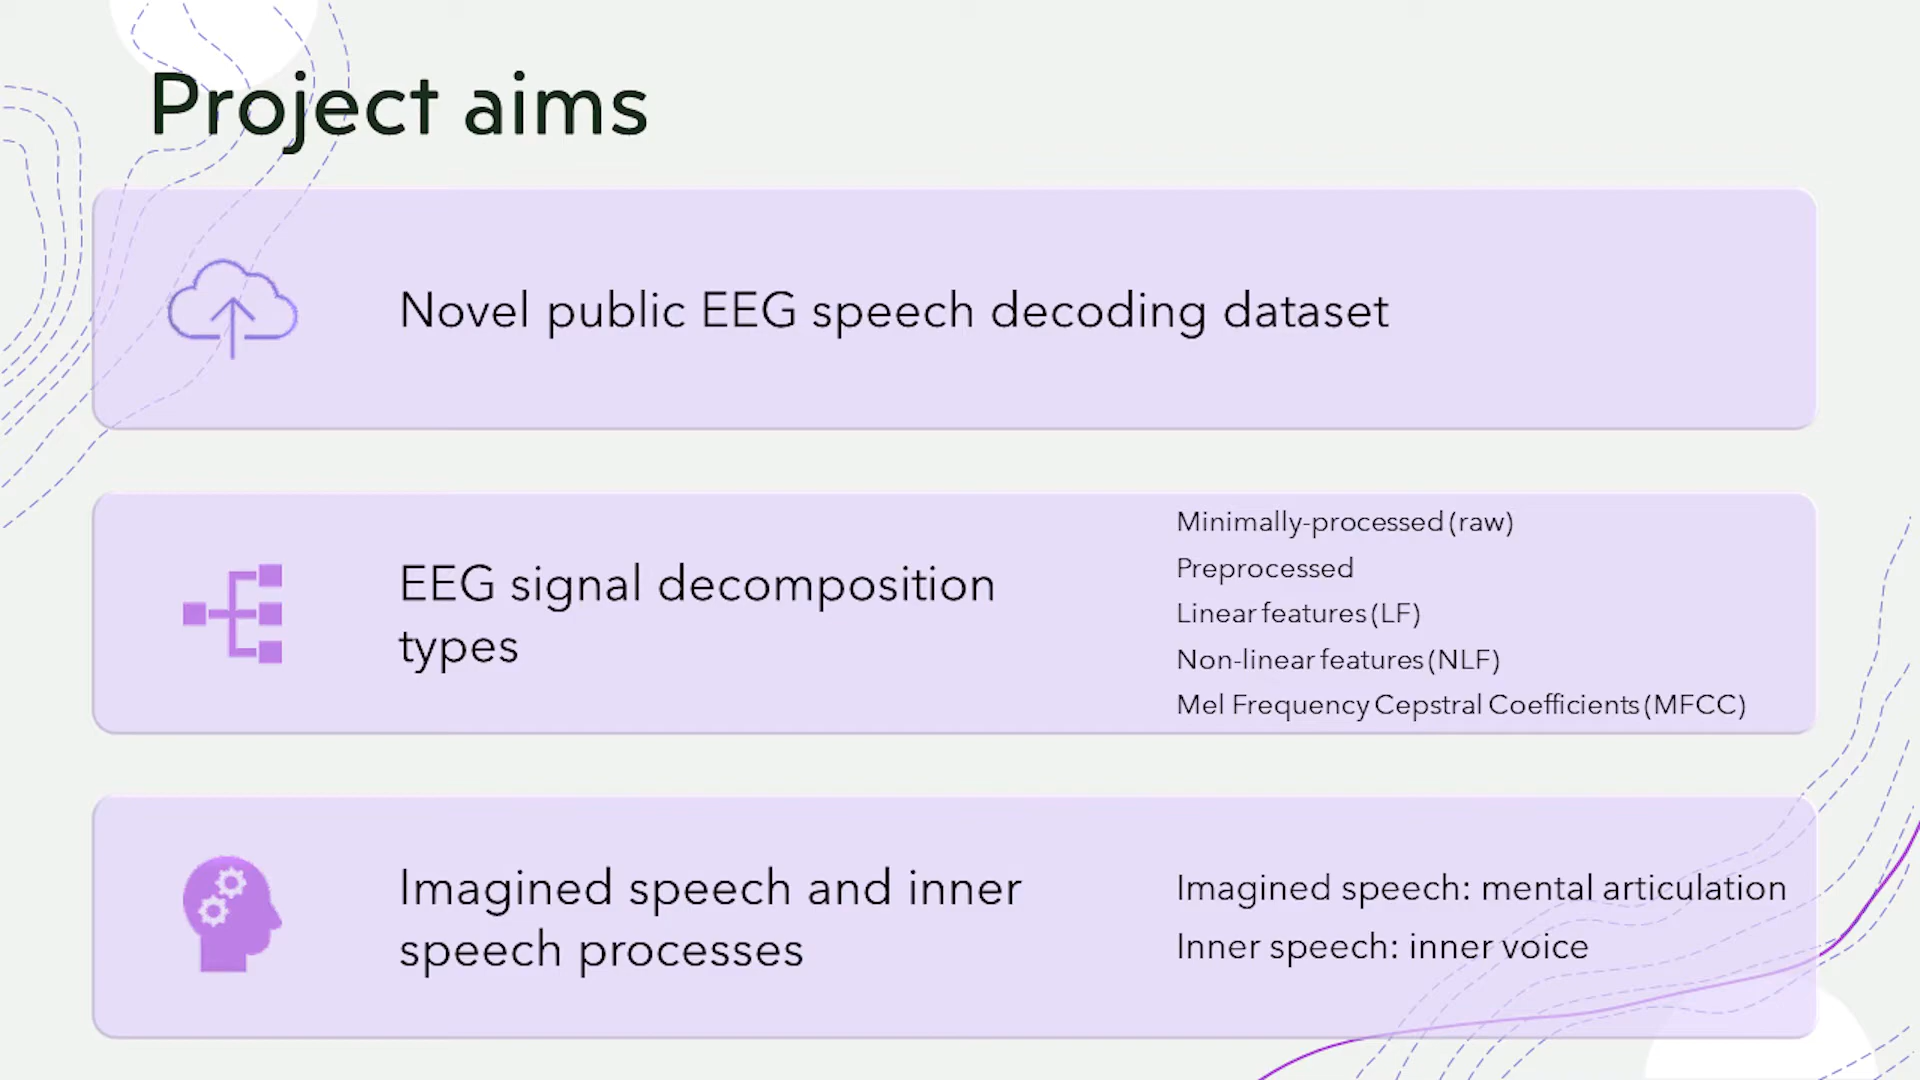 Project aims
Novel public EEG speech decoding dataset
EEG signal decomposition
types
Minimally-processed (raw)
Preprocessed
Linear features (LF)
Non-linear features (NLF)
Mel Frequency Cepstral Coefficients (MFCC)
Imagined speech and inner
speech processes
Imagined speech: mental articulation
Inner speech: inner voice